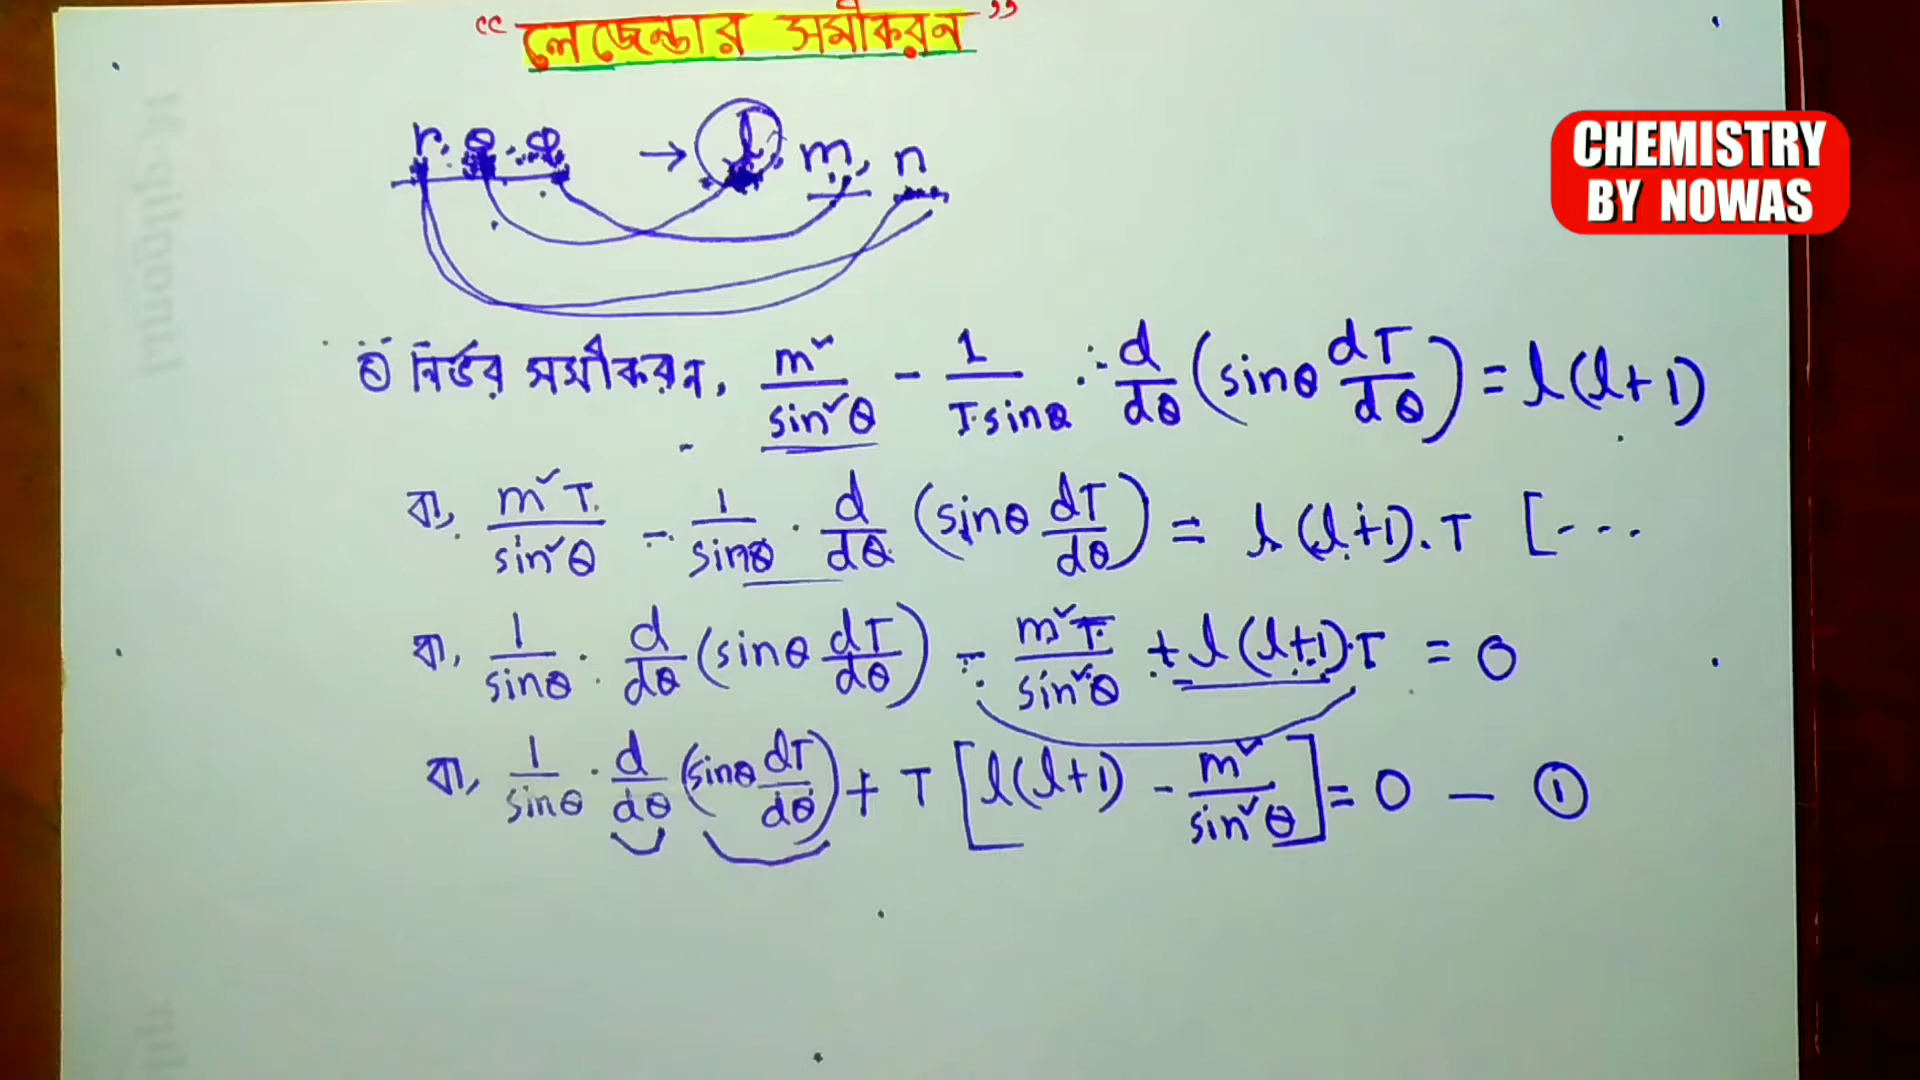 “লেজেন্ডার সমীকরন”
r, θ, φ → l, m, n
CHEMISTRY
BY NOWAS
θ নির্ভর সমীকরন, m²/sin²θ - 1/T·sinθ · d/dθ (sinθ dT/dθ) = l(l+1)
বা, m²T/sin²θ - 1/sinθ · d/dθ (sinθ dT/dθ) = l(l+1).T [---
বা, 1/sinθ · d/dθ (sinθ dT/dθ) - m²T/sin²θ + l(l+1)·T = 0
বা, 1/sinθ · d/dθ (sinθ dT/dθ) + T [l(l+1) - m²/sin²θ] = 0 — ①